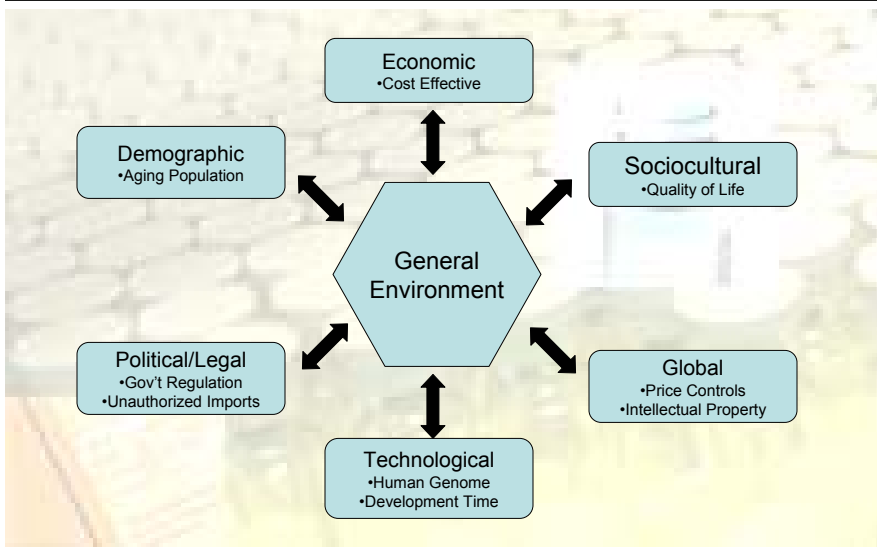 Economic
•Cost Effective
Demographic
•Aging Population
Sociocultural
•Quality of Life
General
Environment
Political/Legal
•Gov't Regulation
•Unauthorized Imports
Global
•Price Controls
•Intellectual Property
Technological
•Human Genome
•Development Time